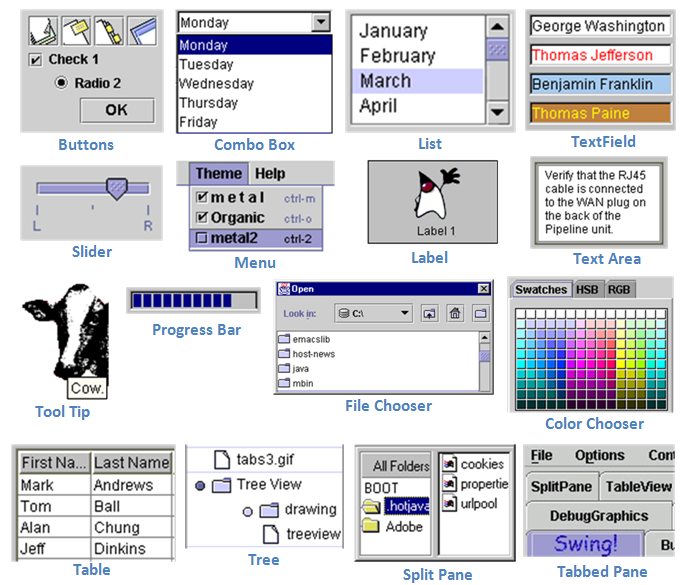 Check 1
Radio 2
OK
Buttons
Monday
Monday
Tuesday
Wednesday
Thursday
Friday
Combo Box
January
February
March
April
List
George Washington
Thomas Jefferson
Benjamin Franklin
Thomas Paine
TextField
L R
Slider
Theme Help
metal ctrl-m
Organic ctrl-o
metal2 ctrl-2
Menu
Label 1
Label
Verify that the RJ45
cable is connected
to the WAN plug on
the back of the
Pipeline unit.
Text Area
Cow.
Tool Tip
Progress Bar
Open
Look in: C:\
emacslib
host-news
java
mbin
File Chooser
Swatches HSB RGB
Color Chooser
First Na... Last Name
Mark Andrews
Tom Ball
Alan Chung
Jeff Dinkins
Table
tabs3.gif
Tree View
drawing
treeview
Tree
All Folders
BOOT
.hotjava
Adobe
cookies
propertie
urlpool
Split Pane
File Options Cont
SplitPane TableView
DebugGraphics
Swing! Bu
Tabbed Pane